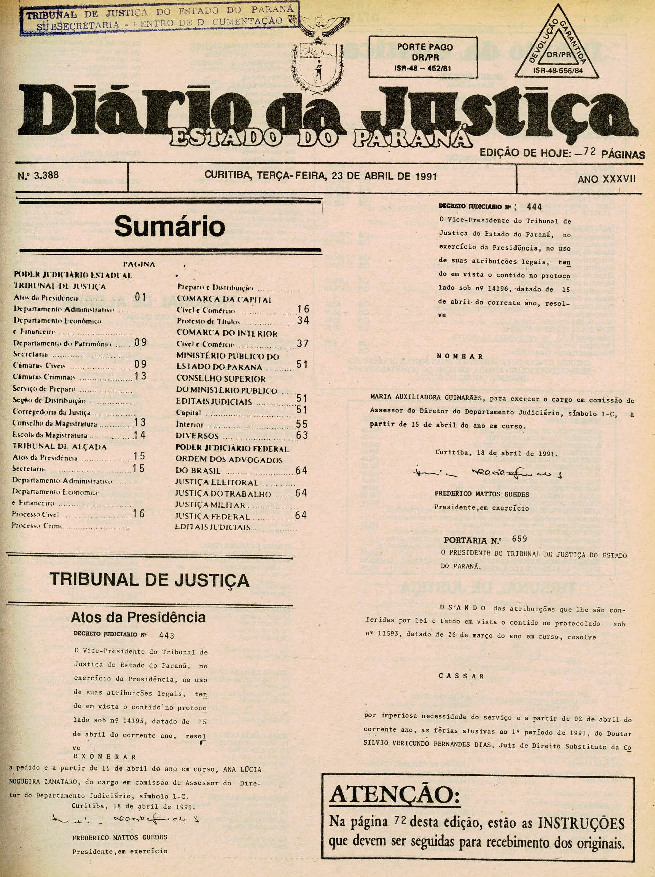 TRIBUNAL DE JUSTIÇA DO ESTADO DO PARANÁ
SUBSECRETARIA - CENTRO DE DOCUMENTAÇÃO
PORTE PAGO
DR/PR
ISR-48 - 452/81
DEVOLUÇÃO GARANTIDA
DR/PR
ISR-48-556/84
Diário da Justiça
ESTADO DO PARANÁ
EDIÇÃO DE HOJE: -72 PÁGINAS
N.º 3.388
CURITIBA, TERÇA-FEIRA, 23 DE ABRIL DE 1991
ANO XXXVII
Sumário
PÁGINA
PODER JUDICIÁRIO ESTADUAL
TRIBUNAL DE JUSTIÇA
Atos da Presidência 01
Departamento Administrativo
Departamento Econômico
e Financeiro
Departamento do Patrimônio 09
Secretaria
Câmaras Cíveis 09
Câmaras Criminais 13
Serviço de Preparo
Seção de Distribuição
Corregedoria da Justiça
Conselho da Magistratura 13
Escola da Magistratura 14
TRIBUNAL DE ALÇADA
Atos da Presidência 15
Secretaria 15
Departamento Administrativo
Departamento Econômico
e Financeiro
Processo Cível 16
Processo Crime
Preparo e Distribuição
COMARCA DA CAPITAL
Cível e Comércio 16
Protesto de Títulos 34
COMARCA DO INTERIOR
Cível e Comércio 37
MINISTÉRIO PÚBLICO DO
ESTADO DO PARANÁ 51
CONSELHO SUPERIOR
DO MINISTÉRIO PÚBLICO
EDITAIS JUDICIAIS 51
Capital 51
Interior 55
DIVERSOS 63
PODER JUDICIÁRIO FEDERAL
ORDEM DOS ADVOGADOS
DO BRASIL 64
JUSTIÇA ELEITORAL
JUSTIÇA DO TRABALHO 64
JUSTIÇA MILITAR
JUSTIÇA FEDERAL 64
EDITAIS JUDICIAIS
TRIBUNAL DE JUSTIÇA
Atos da Presidência
DECRETO JUDICIÁRIO Nº 443
O Vice-Presidente do Tribunal de
Justiça do Estado do Paraná, no
exercício da Presidência, no uso
de suas atribuições legais, ten
do em vista o contido no protoco
lado sob nº 14196, datado de 15
de abril do corrente ano, resol
ve
EXONERAR
a pedido e a partir de 15 de abril do ano em curso, ANA LÚCIA
NOGUEIRA ZANATARO, do cargo em comissão de Assessor do Dire-
tor do Departamento Judiciário, símbolo 1-C.
Curitiba, 18 de abril de 1991.
FREDERICO MATTOS GUEDES
Presidente,em exercício
DECRETO JUDICIÁRIO Nº 444
O Vice-Presidente do Tribunal de
Justiça do Estado do Paraná, no
exercício da Presidência, no uso
de suas atribuições legais, ten
do em vista o contido no protoco
lado sob nº 14196, datado de 15
de abril do corrente ano, resol-
ve
NOMEAR
MARIA AUXILIADORA GUIMARÃES, para exercer o cargo em comissão de
Assessor do Diretor do Departamento Judiciário, símbolo 1-C, a
partir de 15 de abril do ano em curso.
Curitiba, 18 de abril de 1991.
FREDERICO MATTOS GUEDES
Presidente,em exercício
PORTARIA N.º 659
O PRESIDENTE DO TRIBUNAL DE JUSTIÇA DO ESTADO
DO PARANÁ.
USANDO das atribuições que lhe são con-
feridas por lei e tendo em vista o contido no protocolado sob
nº 11593, datado de 26 de março do ano em curso, resolve
CASSAR
por imperiosa necessidade do serviço e a partir de 02 de abril do
corrente ano, as férias alusivas ao 1º período de 1991, do Doutor
SILVIO VERICUNDO FERNANDES DIAS, Juiz de Direito Substituto da Co
ATENÇÃO:
Na página 72 desta edição, estão as INSTRUÇÕES
que devem ser seguidas para recebimento dos originais.